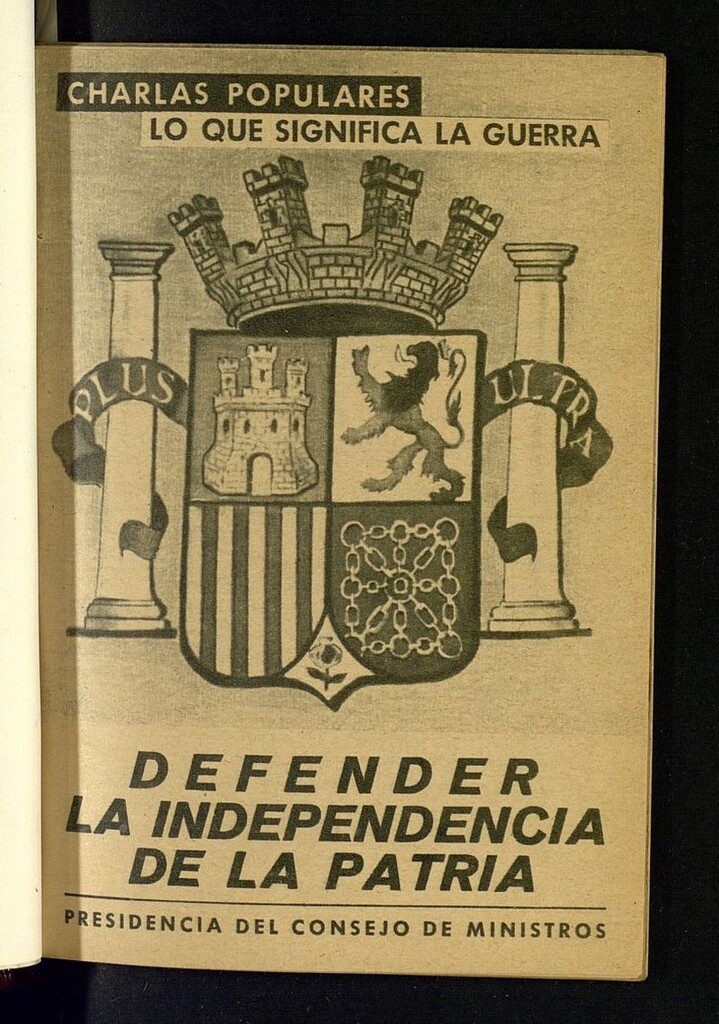 CHARLAS POPULARES
LO QUE SIGNIFICA LA GUERRA
PLUS ULTRA
DEFENDER
LA INDEPENDENCIA
DE LA PATRIA
PRESIDENCIA DEL CONSEJO DE MINISTROS